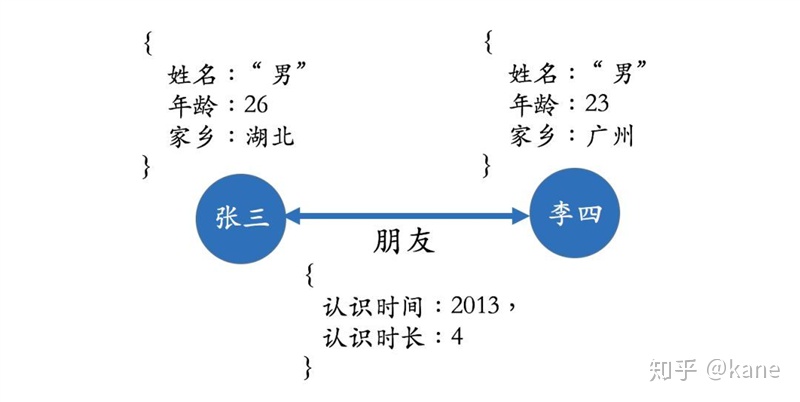 {
姓名：“男”
年龄：26
家乡：湖北
}
{
姓名：“男”
年龄：23
家乡：广州
}
张三
李四
朋友
{
认识时间：2013，
认识时长：4
}
知乎 @kane